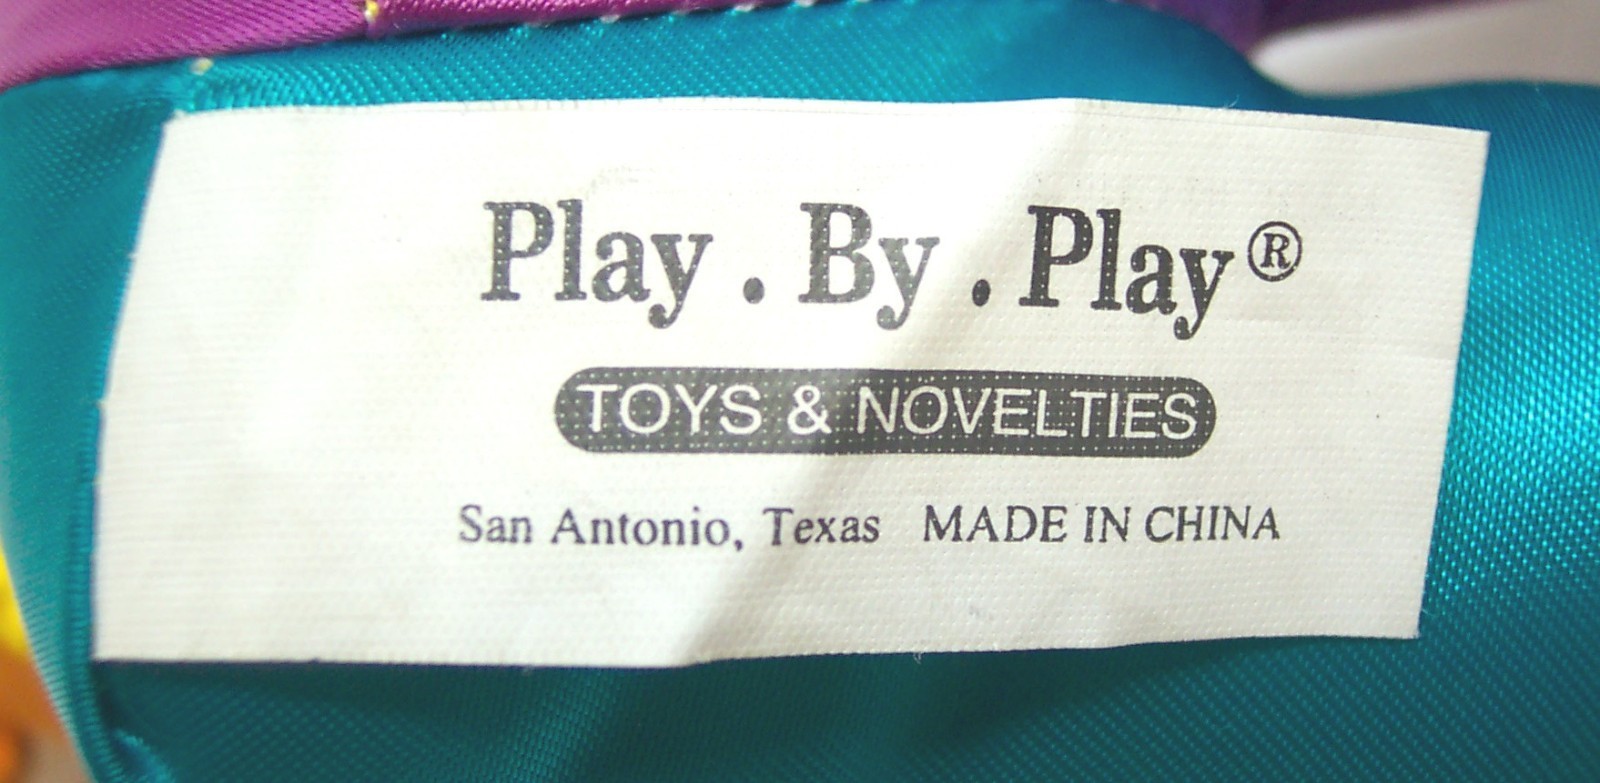 Play . By . Play®
TOYS & NOVELTIES
San Antonio, Texas MADE IN CHINA